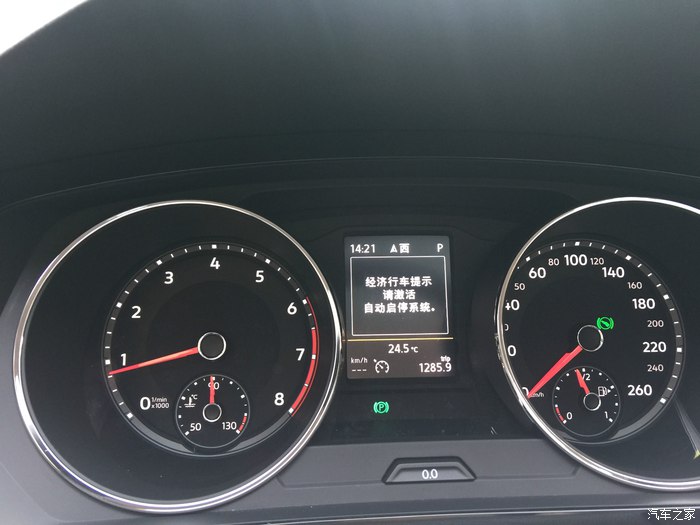 14:21 西 P
经济行车提示
请激活
自动启停系统。
24.5℃
km/h trip
--- 1285.9
1 2 3 4 5 6 7 8
0 1/min
x1000
℃
50 90 130
60 80 100 120 140 160 180 200 220 240 260
km/h
0 1/2 1
(P)
0.0
汽车之家